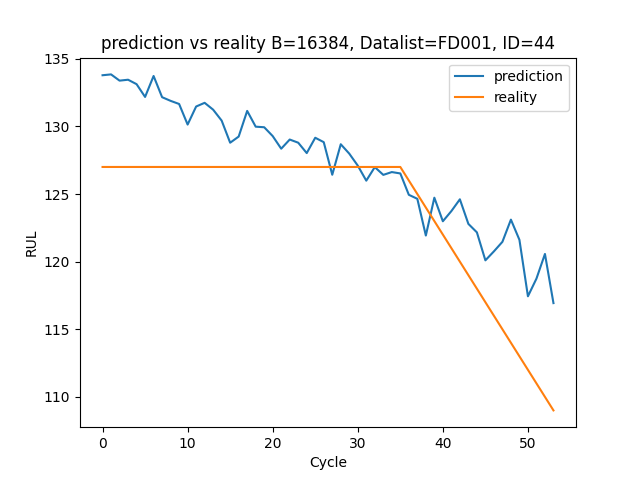 prediction vs reality B=16384, Datalist=FD001, ID=44
prediction
reality
135
130
125
120
115
110
RUL
0 10 20 30 40 50
Cycle